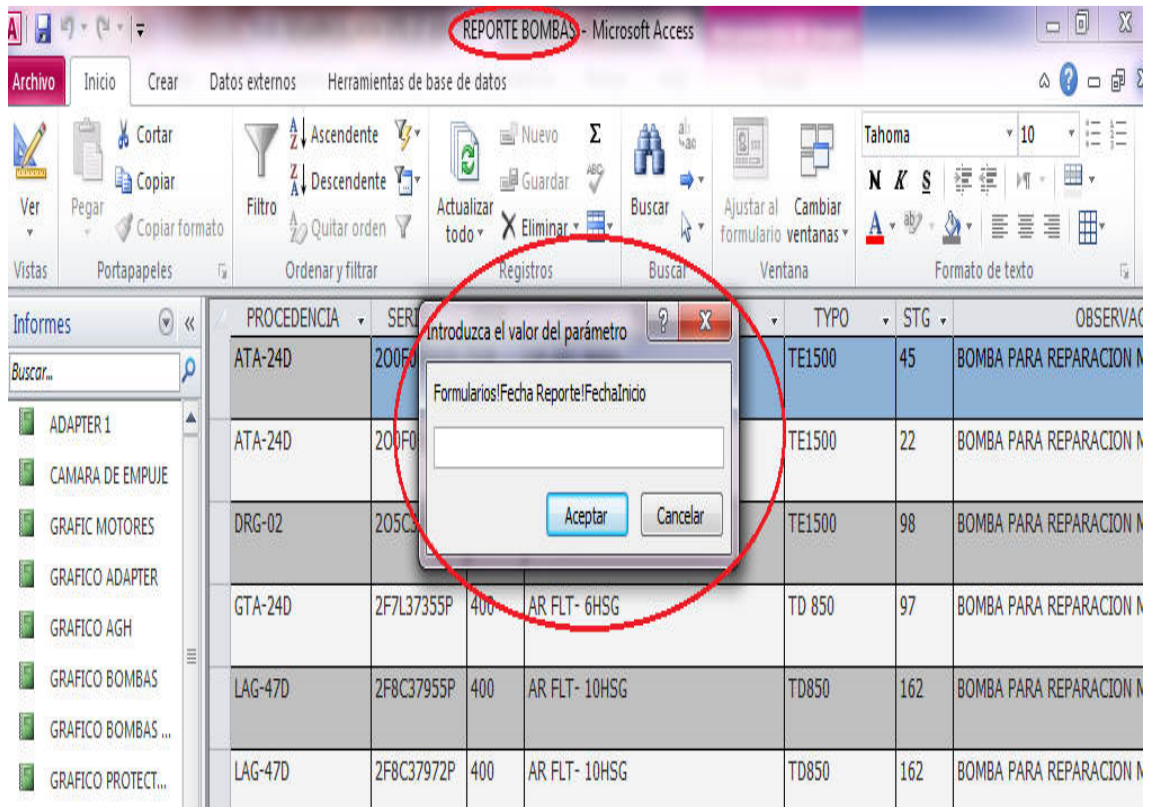 REPORTE BOMBAS - Microsoft Access
Archivo Inicio Crear Datos externos Herramientas de base de datos
Ver
Vistas
Pegar
Cortar
Copiar
Copiar formato
Portapapeles
Filtro
Ascendente
Descendente
Quitar orden
Ordenar y filtrar
Actualizar todo
Nuevo
Guardar
Eliminar
Registros
Buscar
Buscar
Ajustar al formulario
Cambiar ventanas
Ventana
Tahoma 10
N K S
Formato de texto
Informes
Buscar...
ADAPTER 1
CAMARA DE EMPUJE
GRAFIC MOTORES
GRAFICO ADAPTER
GRAFICO AGH
GRAFICO BOMBAS
GRAFICO BOMBAS ...
GRAFICO PROTECT...
PROCEDENCIA SERI TYPO STG OBSERVAC
ATA-24D 2O0F0 TE1500 45 BOMBA PARA REPARACION
ATA-24D 2O0F0 TE1500 22 BOMBA PARA REPARACION
DRG-02 2O5C3 TE1500 98 BOMBA PARA REPARACION
GTA-24D 2F7L37355P 400 AR FLT- 6HSG TD 850 97 BOMBA PARA REPARACION
LAG-47D 2F8C37955P 400 AR FLT- 10HSG TD850 162 BOMBA PARA REPARACION
LAG-47D 2F8C37972P 400 AR FLT- 10HSG TD850 162 BOMBA PARA REPARACION
Introduzca el valor del parámetro
Formularios!Fecha Reporte!FechaInicio
Aceptar Cancelar